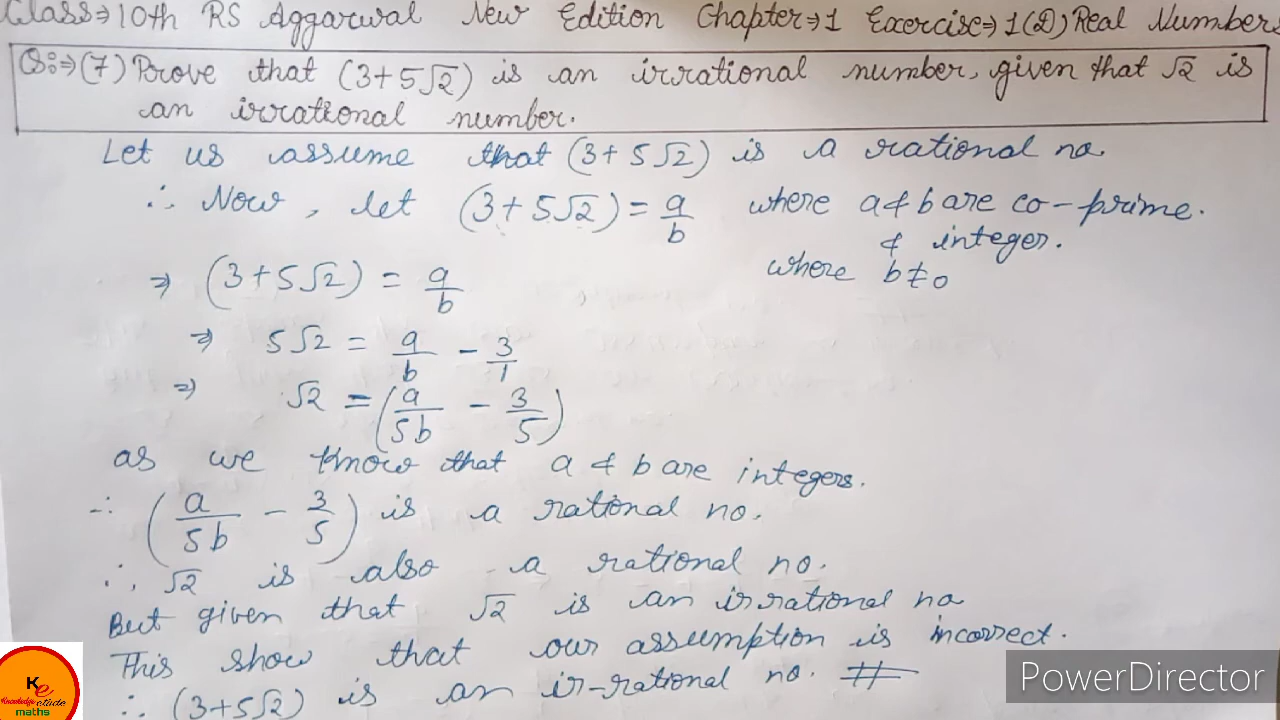 Class⇒10th RS Aggarwal New Edition Chapter⇒1 Exercise⇒1(D) Real Numbers
Q:⇒(7) Prove that (3+5√2) is an irrational number, given that √2 is
an irrational number.
Let us assume that (3+5√2) is a rational no.
∴ Now, let (3+5√2) = a/b where a & b are co-prime.
& integer.
where b≠0
⇒ (3+5√2) = a/b
⇒ 5√2 = a/b - 3/1
⇒ √2 = (a/5b - 3/5)
as we know that a & b are integers.
∴ (a/5b - 3/5) is a rational no.
∴ √2 is also a rational no.
But given that √2 is an irrational no
This show that our assumption is incorrect.
∴ (3+5√2) is an ir-rational no. #
Ke
Knowledge etude
maths
PowerDirector